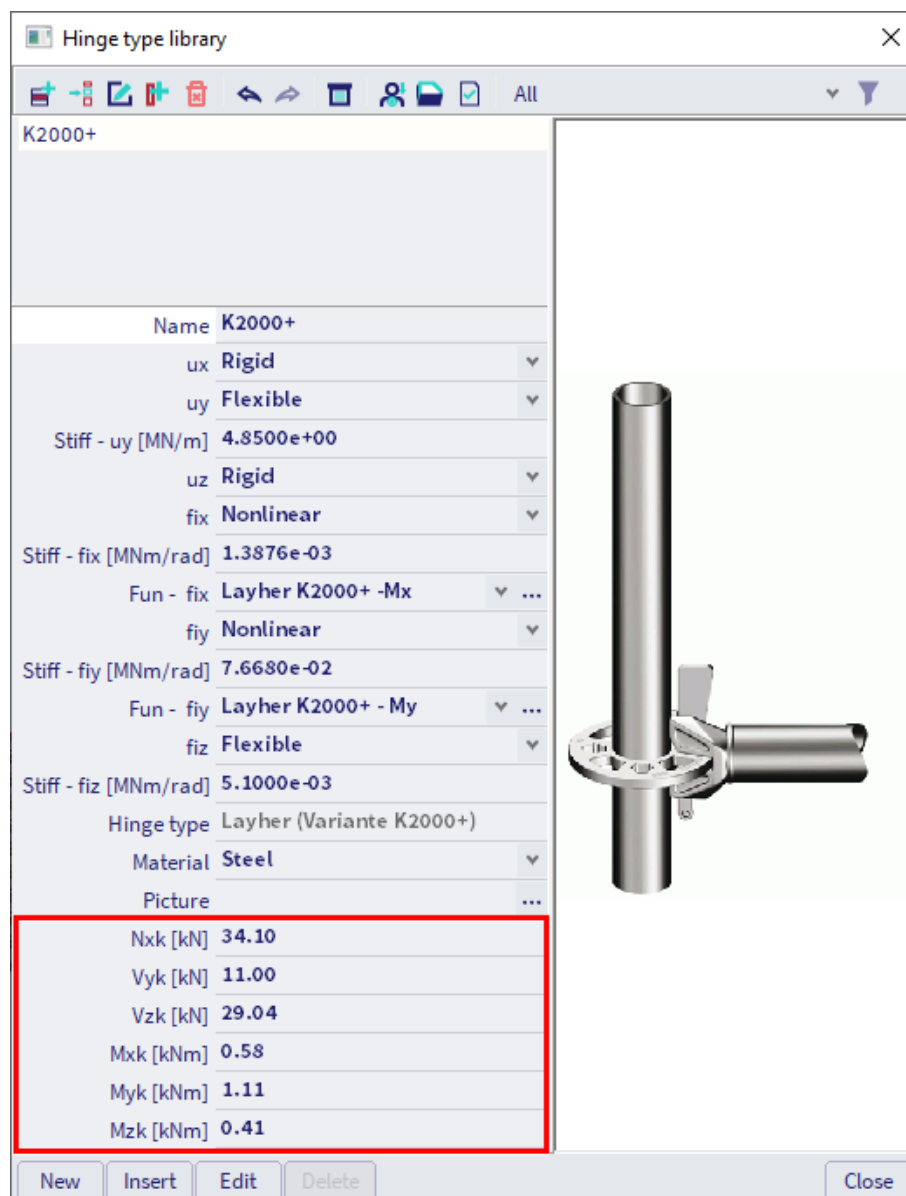 Hinge type library
All
K2000+
Name K2000+
ux Rigid
uy Flexible
Stiff - uy [MN/m] 4.8500e+00
uz Rigid
fix Nonlinear
Stiff - fix [MNm/rad] 1.3876e-03
Fun - fix Layher K2000+ -Mx ...
fiy Nonlinear
Stiff - fiy [MNm/rad] 7.6680e-02
Fun - fiy Layher K2000+ - My ...
fiz Flexible
Stiff - fiz [MNm/rad] 5.1000e-03
Hinge type Layher (Variante K2000+)
Material Steel
Picture ...
Nxk [kN] 34.10
Vyk [kN] 11.00
Vzk [kN] 29.04
Mxk [kNm] 0.58
Myk [kNm] 1.11
Mzk [kNm] 0.41
New Insert Edit Delete Close